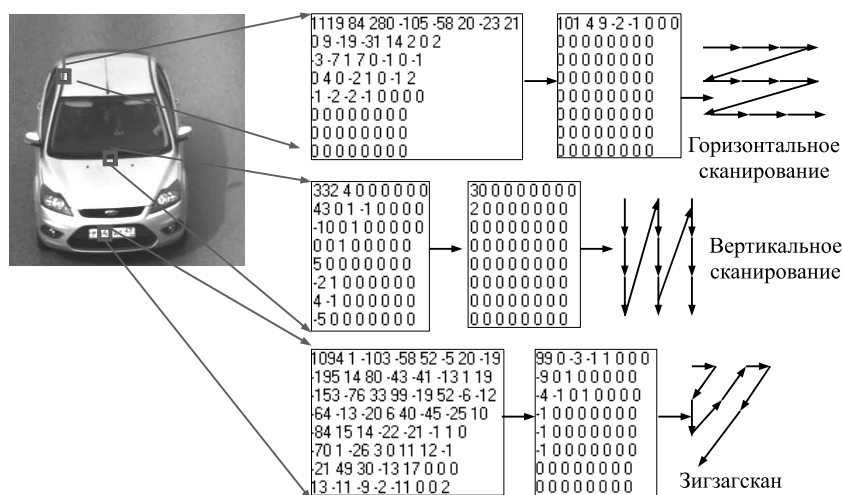 1119 84 280 -105 -58 20 -23 21
0 9 -19 -31 14 2 0 2
-3 -7 1 7 0 -1 0 -1
0 4 0 -2 1 0 -1 2
-1 -2 -2 -1 0 0 0 0
0 0 0 0 0 0 0 0
0 0 0 0 0 0 0 0
0 0 0 0 0 0 0 0
101 4 9 -2 -1 0 0 0
0 0 0 0 0 0 0 0
0 0 0 0 0 0 0 0
0 0 0 0 0 0 0 0
0 0 0 0 0 0 0 0
0 0 0 0 0 0 0 0
0 0 0 0 0 0 0 0
0 0 0 0 0 0 0 0
Горизонтальное
сканирование
332 4 0 0 0 0 0 0
43 0 1 -1 0 0 0 0
-10 0 1 0 0 0 0 0
0 0 1 0 0 0 0 0
5 0 0 0 0 0 0 0
-2 1 0 0 0 0 0 0
4 -1 0 0 0 0 0 0
-5 0 0 0 0 0 0 0
30 0 0 0 0 0 0 0
2 0 0 0 0 0 0 0
0 0 0 0 0 0 0 0
0 0 0 0 0 0 0 0
0 0 0 0 0 0 0 0
0 0 0 0 0 0 0 0
0 0 0 0 0 0 0 0
0 0 0 0 0 0 0 0
Вертикальное
сканирование
1094 1 -103 -58 52 -5 20 -19
-195 14 80 -43 -41 -13 1 19
-153 -76 33 99 -19 52 -6 -12
-64 -13 -20 6 40 -45 -25 10
-84 15 14 -22 -21 -1 1 0
-70 1 -26 3 0 11 12 -1
-21 49 30 -13 17 0 0 0
13 -11 -9 -2 -11 0 0 2
99 0 -3 -1 1 0 0 0
-9 0 1 0 0 0 0 0
-4 -1 0 1 0 0 0 0
-1 0 0 0 0 0 0 0
-1 0 0 0 0 0 0 0
-1 0 0 0 0 0 0 0
0 0 0 0 0 0 0 0
0 0 0 0 0 0 0 0
Зигзагскан